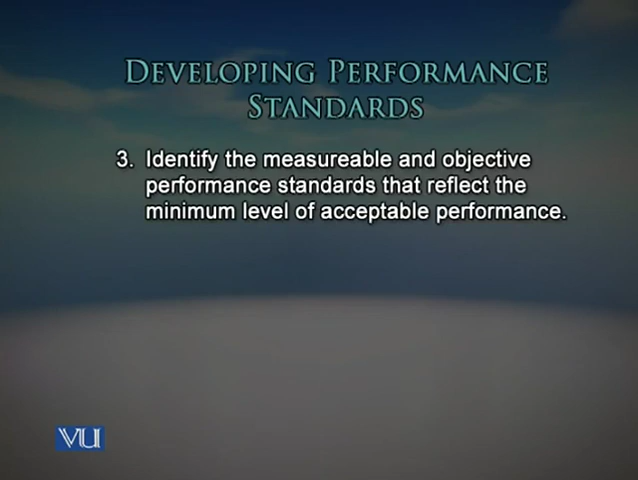 DEVELOPING PERFORMANCE
STANDARDS
3. Identify the measureable and objective
performance standards that reflect the
minimum level of acceptable performance.
VU